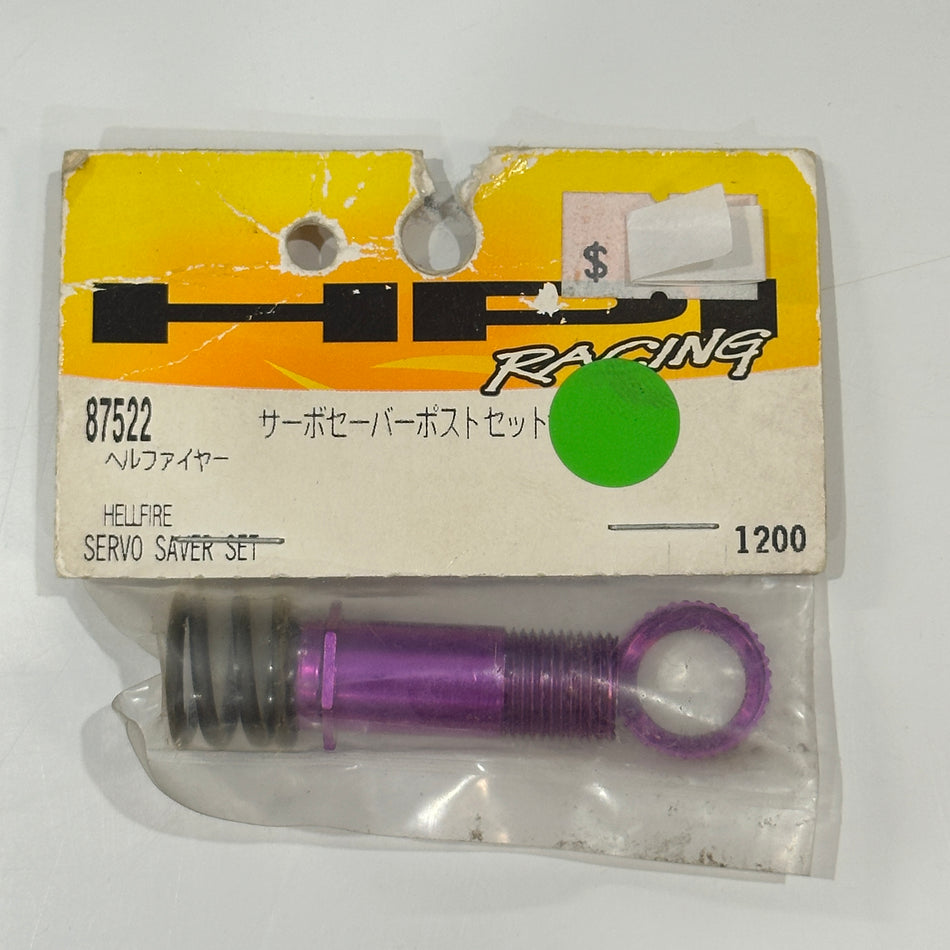 $
HPI
RACING
87522 サーボセーバーポストセット
ヘルファイヤー
HELLFIRE
SERVO SAVER SET
1200